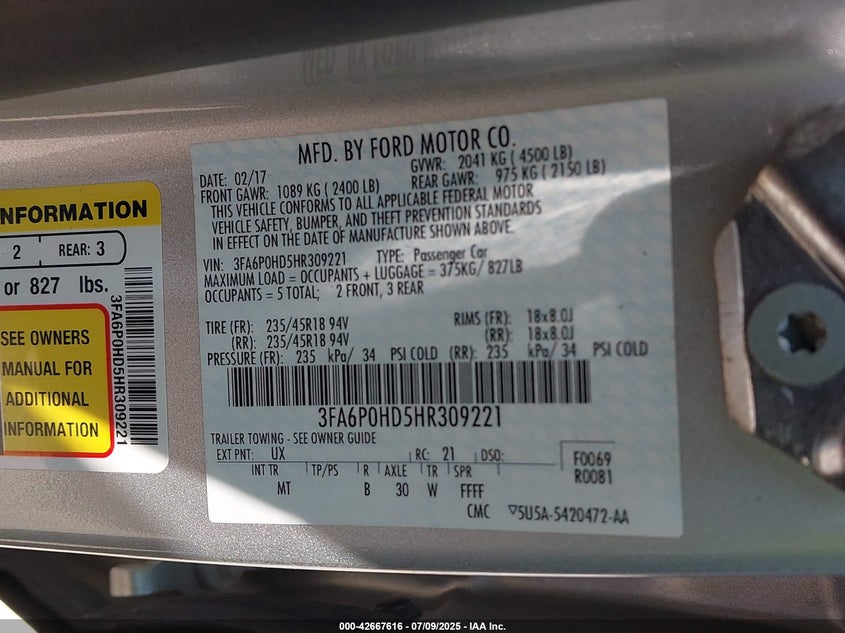 MFD. BY FORD MOTOR CO.
DATE: 02/17
GVWR: 2041 KG ( 4500 LB)
FRONT GAWR: 1089 KG ( 2400 LB)
REAR GAWR: 975 KG ( 2150 LB)
THIS VEHICLE CONFORMS TO ALL APPLICABLE FEDERAL MOTOR
VEHICLE SAFETY, BUMPER, AND THEFT PREVENTION STANDARDS
IN EFFECT ON THE DATE OF MANUFACTURE SHOWN ABOVE.
VIN: 3FA6P0HD5HR309221 TYPE: Passenger Car
MAXIMUM LOAD = OCCUPANTS + LUGGAGE = 375KG/ 827LB
OCCUPANTS = 5 TOTAL; 2 FRONT, 3 REAR
TIRE (FR): 235/45R18 94V RIMS (FR): 18x8.0J
(RR): 235/45R18 94V (RR): 18x8.0J
PRESSURE (FR): 235 kPa/ 34 PSI COLD (RR): 235 kPa/ 34 PSI COLD
3FA6P0HD5HR309221
TRAILER TOWING - SEE OWNER GUIDE
EXT PNT: UX RC: 21 DSO:
F0069
R0081
INT TR TP/PS R AXLE TR SPR
MT B 30 W FFFF
CMC ▽5U5A-5420472-AA
INFORMATION
2 REAR: 3
or 827 lbs.
SEE OWNERS
MANUAL FOR
ADDITIONAL
INFORMATION
3FA6P0HD5HR309221
000-42667616 - 07/09/2025 - IAA Inc.